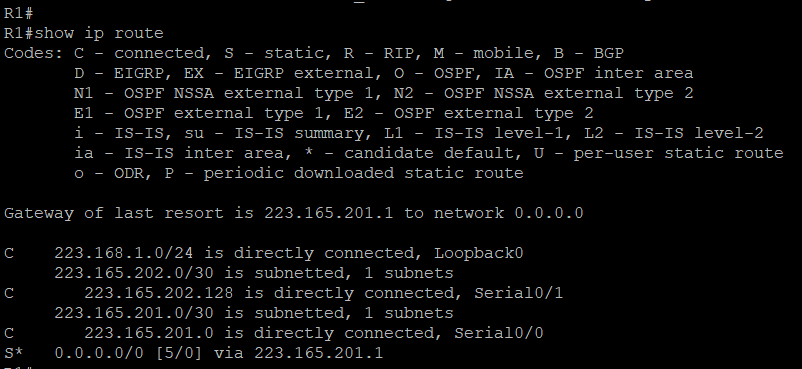 R1#
R1#show ip route
Codes: C - connected, S - static, R - RIP, M - mobile, B - BGP
       D - EIGRP, EX - EIGRP external, O - OSPF, IA - OSPF inter area
       N1 - OSPF NSSA external type 1, N2 - OSPF NSSA external type 2
       E1 - OSPF external type 1, E2 - OSPF external type 2
       i - IS-IS, su - IS-IS summary, L1 - IS-IS level-1, L2 - IS-IS level-2
       ia - IS-IS inter area, * - candidate default, U - per-user static route
       o - ODR, P - periodic downloaded static route
Gateway of last resort is 223.165.201.1 to network 0.0.0.0
C    223.168.1.0/24 is directly connected, Loopback0
     223.165.202.0/30 is subnetted, 1 subnets
C       223.165.202.128 is directly connected, Serial0/1
     223.165.201.0/30 is subnetted, 1 subnets
C       223.165.201.0 is directly connected, Serial0/0
S*   0.0.0.0/0 [5/0] via 223.165.201.1
R1#